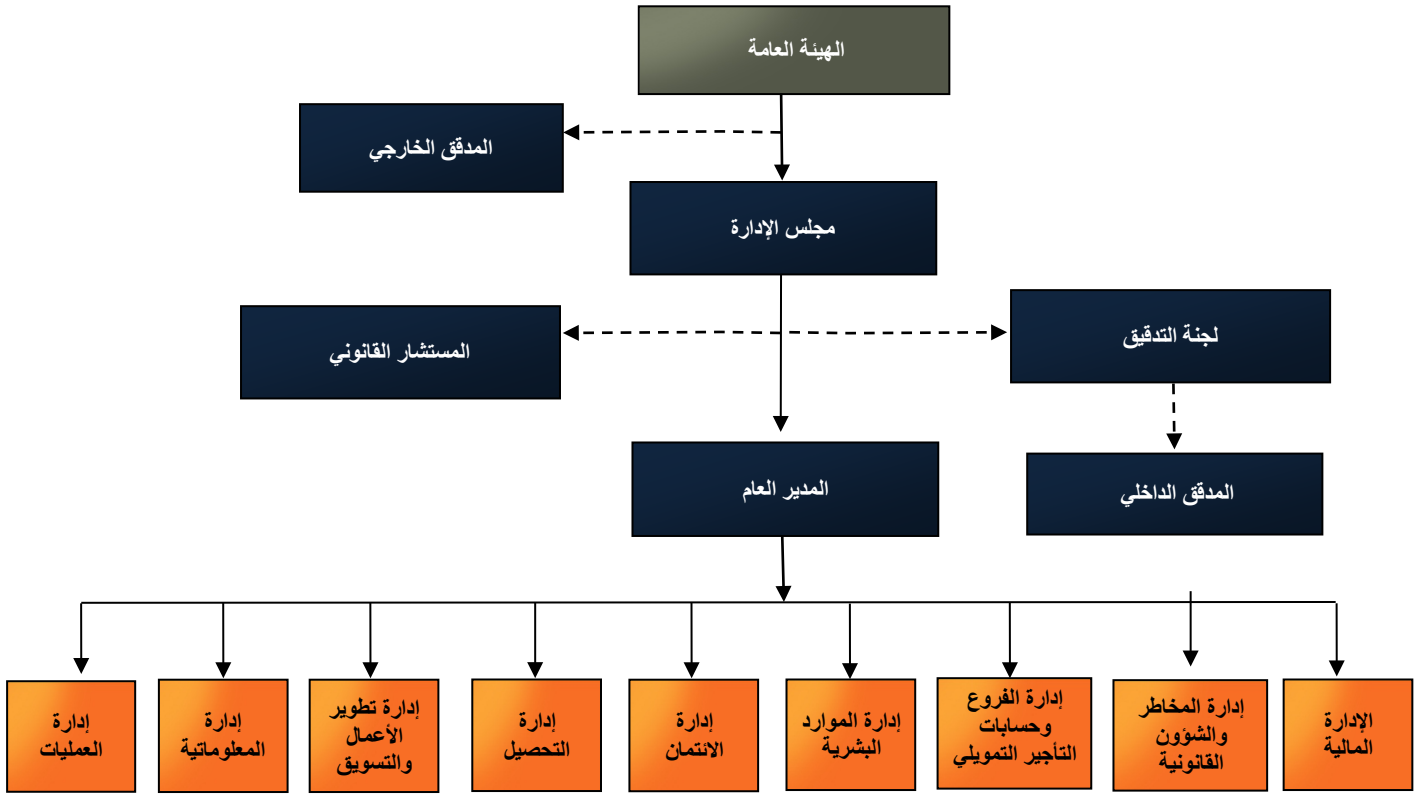 الهيئة العامة
المدقق الخارجي
مجلس الإدارة
لجنة التدقيق
المستشار القانوني
المدير العام
المدقق الداخلي
الإدارة
المالية
إدارة المخاطر
والشؤون
القانونية
إدارة الفروع
وحسابات
التأجير التمويلي
إدارة الموارد
البشرية
إدارة
الائتمان
إدارة
التحصيل
إدارة تطوير
الأعمال
والتسويق
إدارة
المعلوماتية
إدارة
العمليات